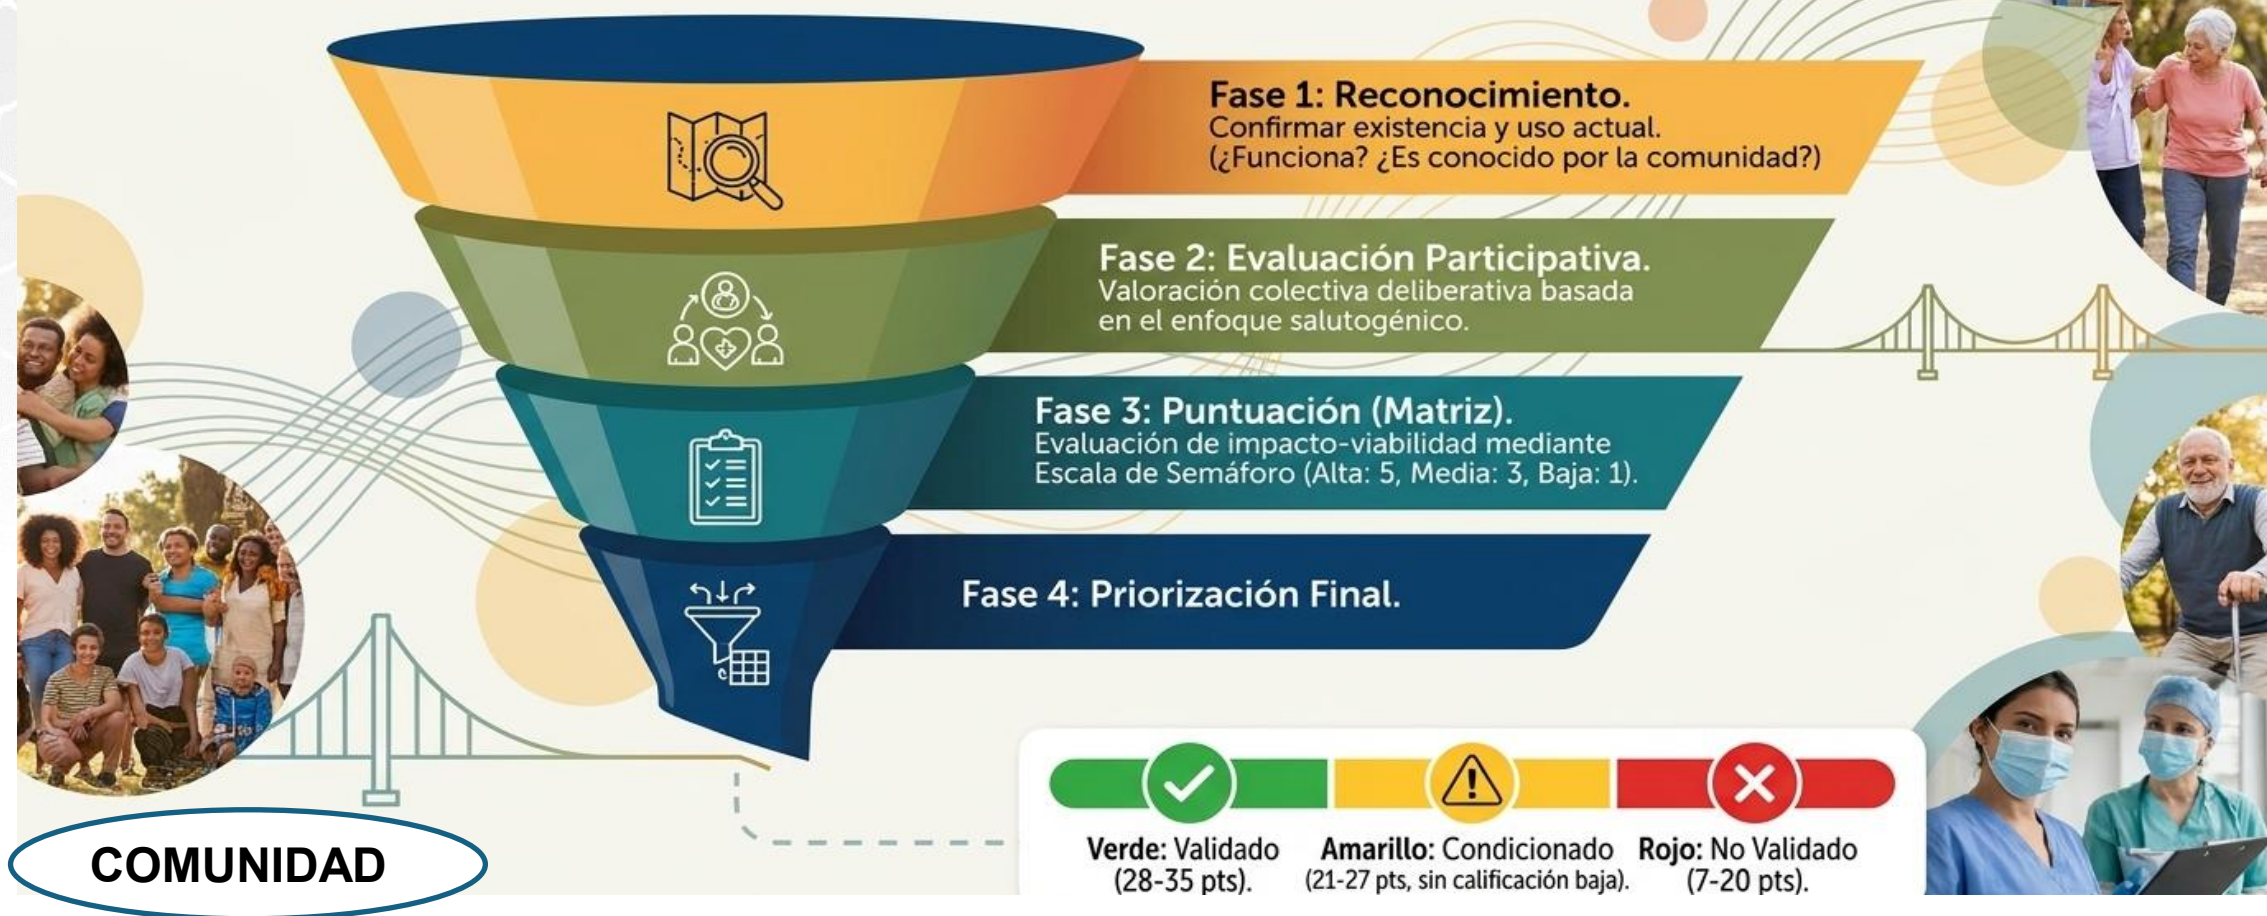 Fase 1: Reconocimiento.
Confirmar existencia y uso actual.
(¿Funciona? ¿Es conocido por la comunidad?)
Fase 2: Evaluación Participativa.
Valoración colectiva deliberativa basada
en el enfoque salutogénico.
Fase 3: Puntuación (Matriz).
Evaluación de impacto-viabilidad mediante
Escala de Semáforo (Alta: 5, Media: 3, Baja: 1).
Fase 4: Priorización Final.
Verde: Validado
(28-35 pts).
Amarillo: Condicionado
(21-27 pts, sin calificación baja).
Rojo: No Validado
(7-20 pts).
COMUNIDAD